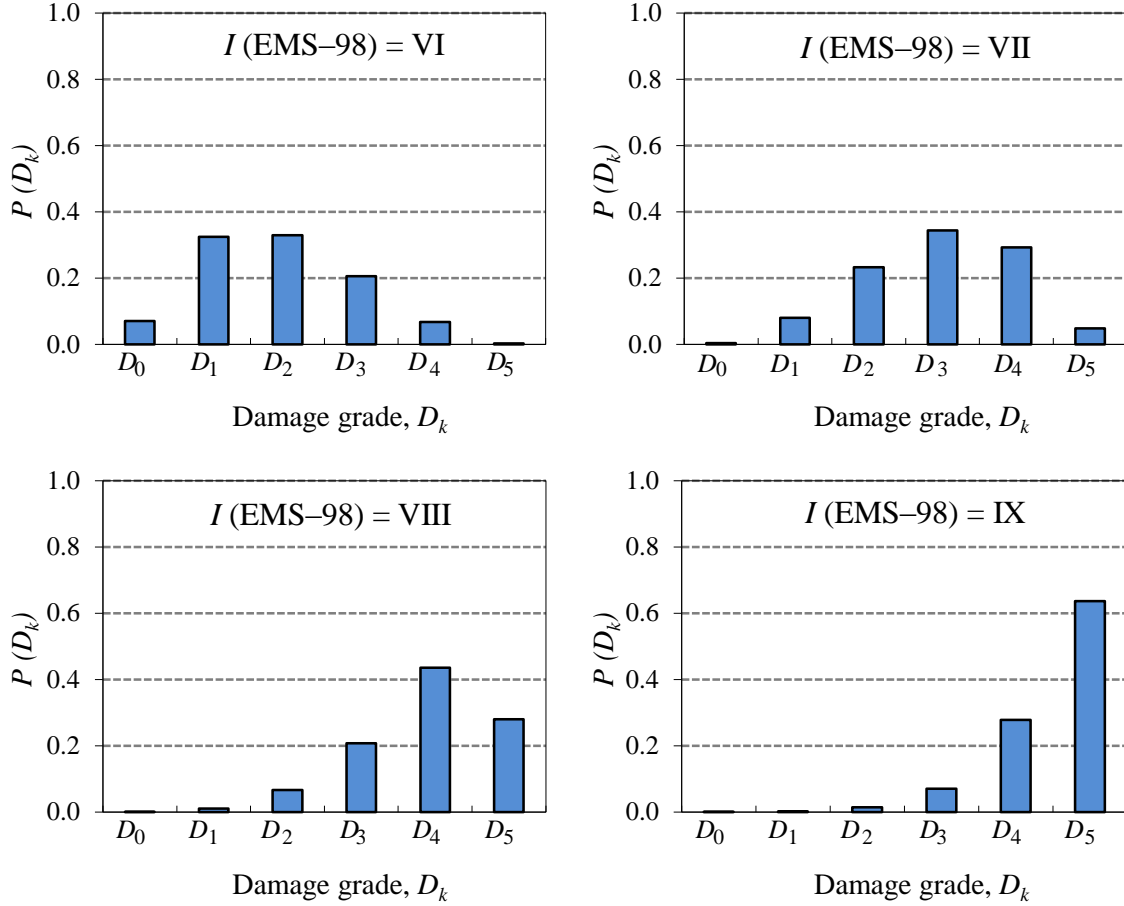 I (EMS–98) = VI
1.0
0.8
0.6
0.4
0.2
0.0
P (Dk)
D0 D1 D2 D3 D4 D5
Damage grade, Dk
I (EMS–98) = VII
1.0
0.8
0.6
0.4
0.2
0.0
P (Dk)
D0 D1 D2 D3 D4 D5
Damage grade, Dk
I (EMS–98) = VIII
1.0
0.8
0.6
0.4
0.2
0.0
P (Dk)
D0 D1 D2 D3 D4 D5
Damage grade, Dk
I (EMS–98) = IX
1.0
0.8
0.6
0.4
0.2
0.0
P (Dk)
D0 D1 D2 D3 D4 D5
Damage grade, Dk